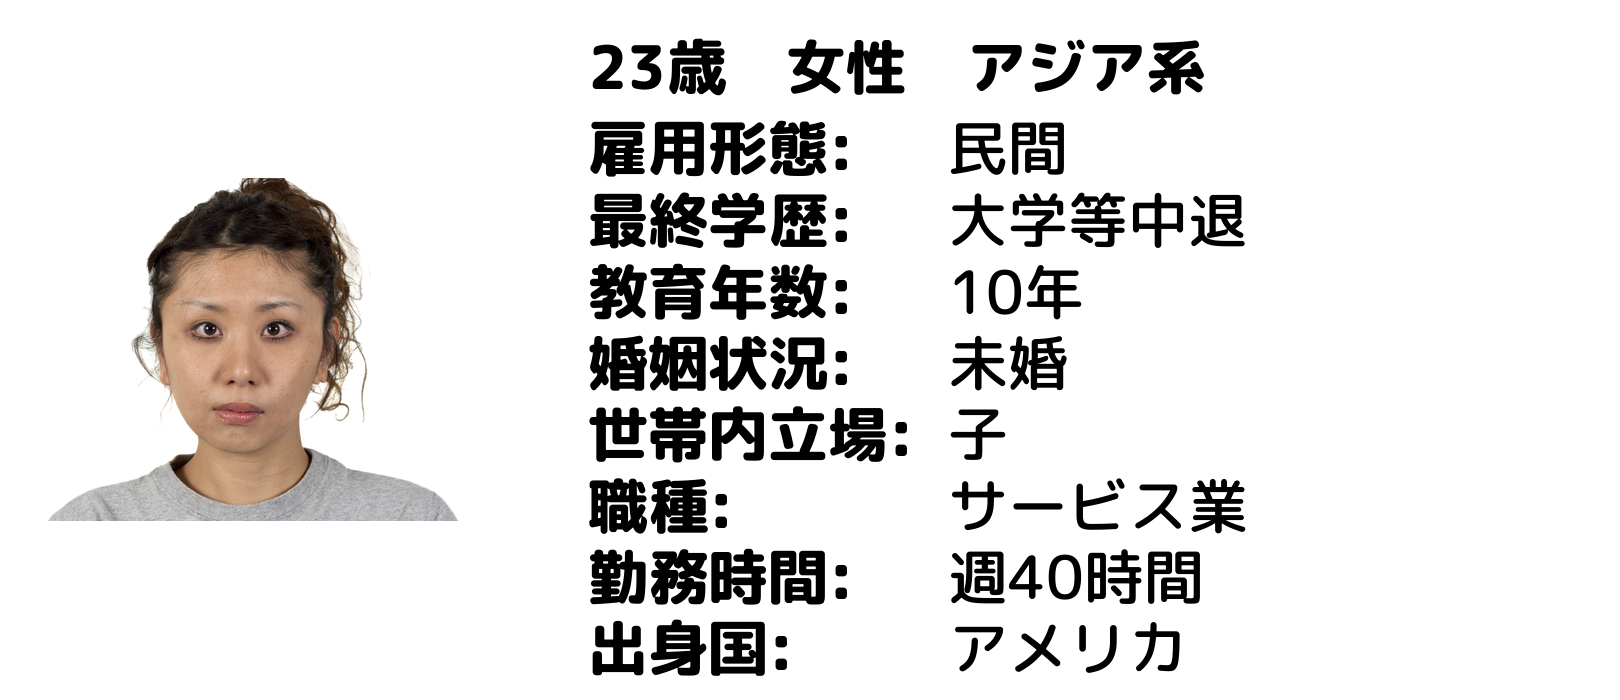 23歳　女性　アジア系
雇用形態:　民間
最終学歴:　大学等中退
教育年数:　10年
婚姻状況:　未婚
世帯内立場:　子
職種:　サービス業
勤務時間:　週40時間
出身国:　アメリカ